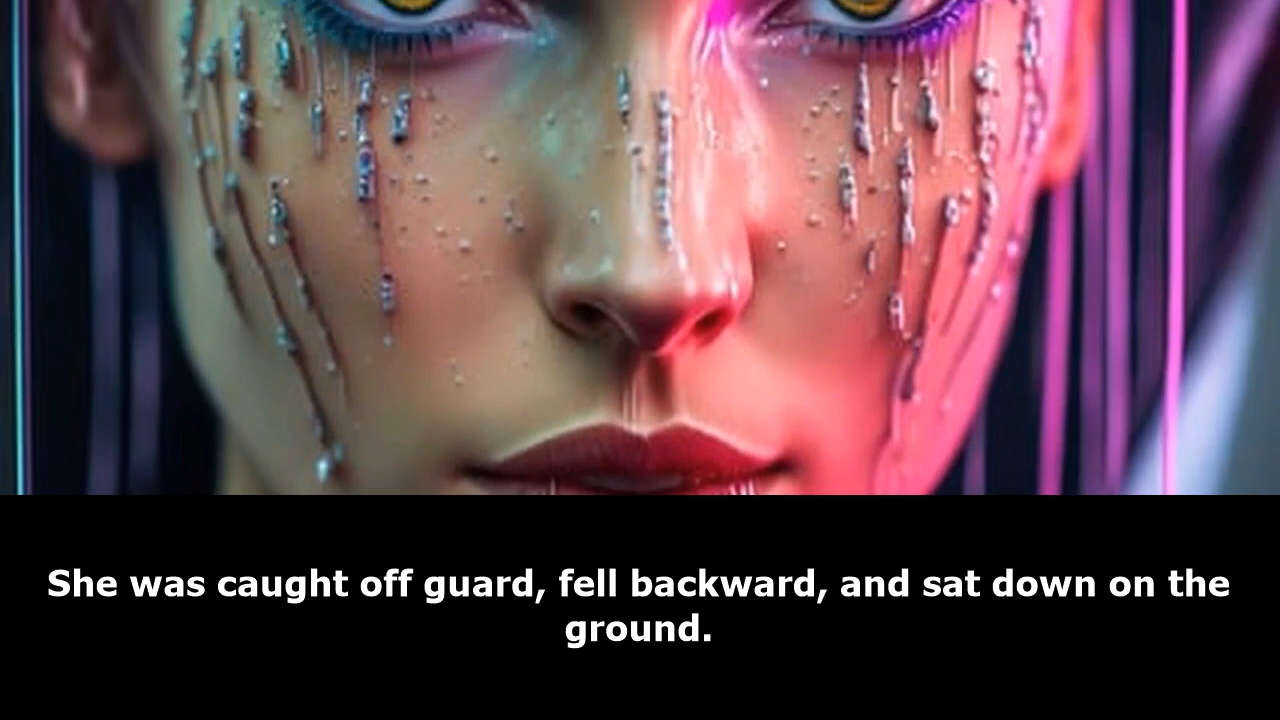 She was caught off guard, fell backward, and sat down on the
ground.